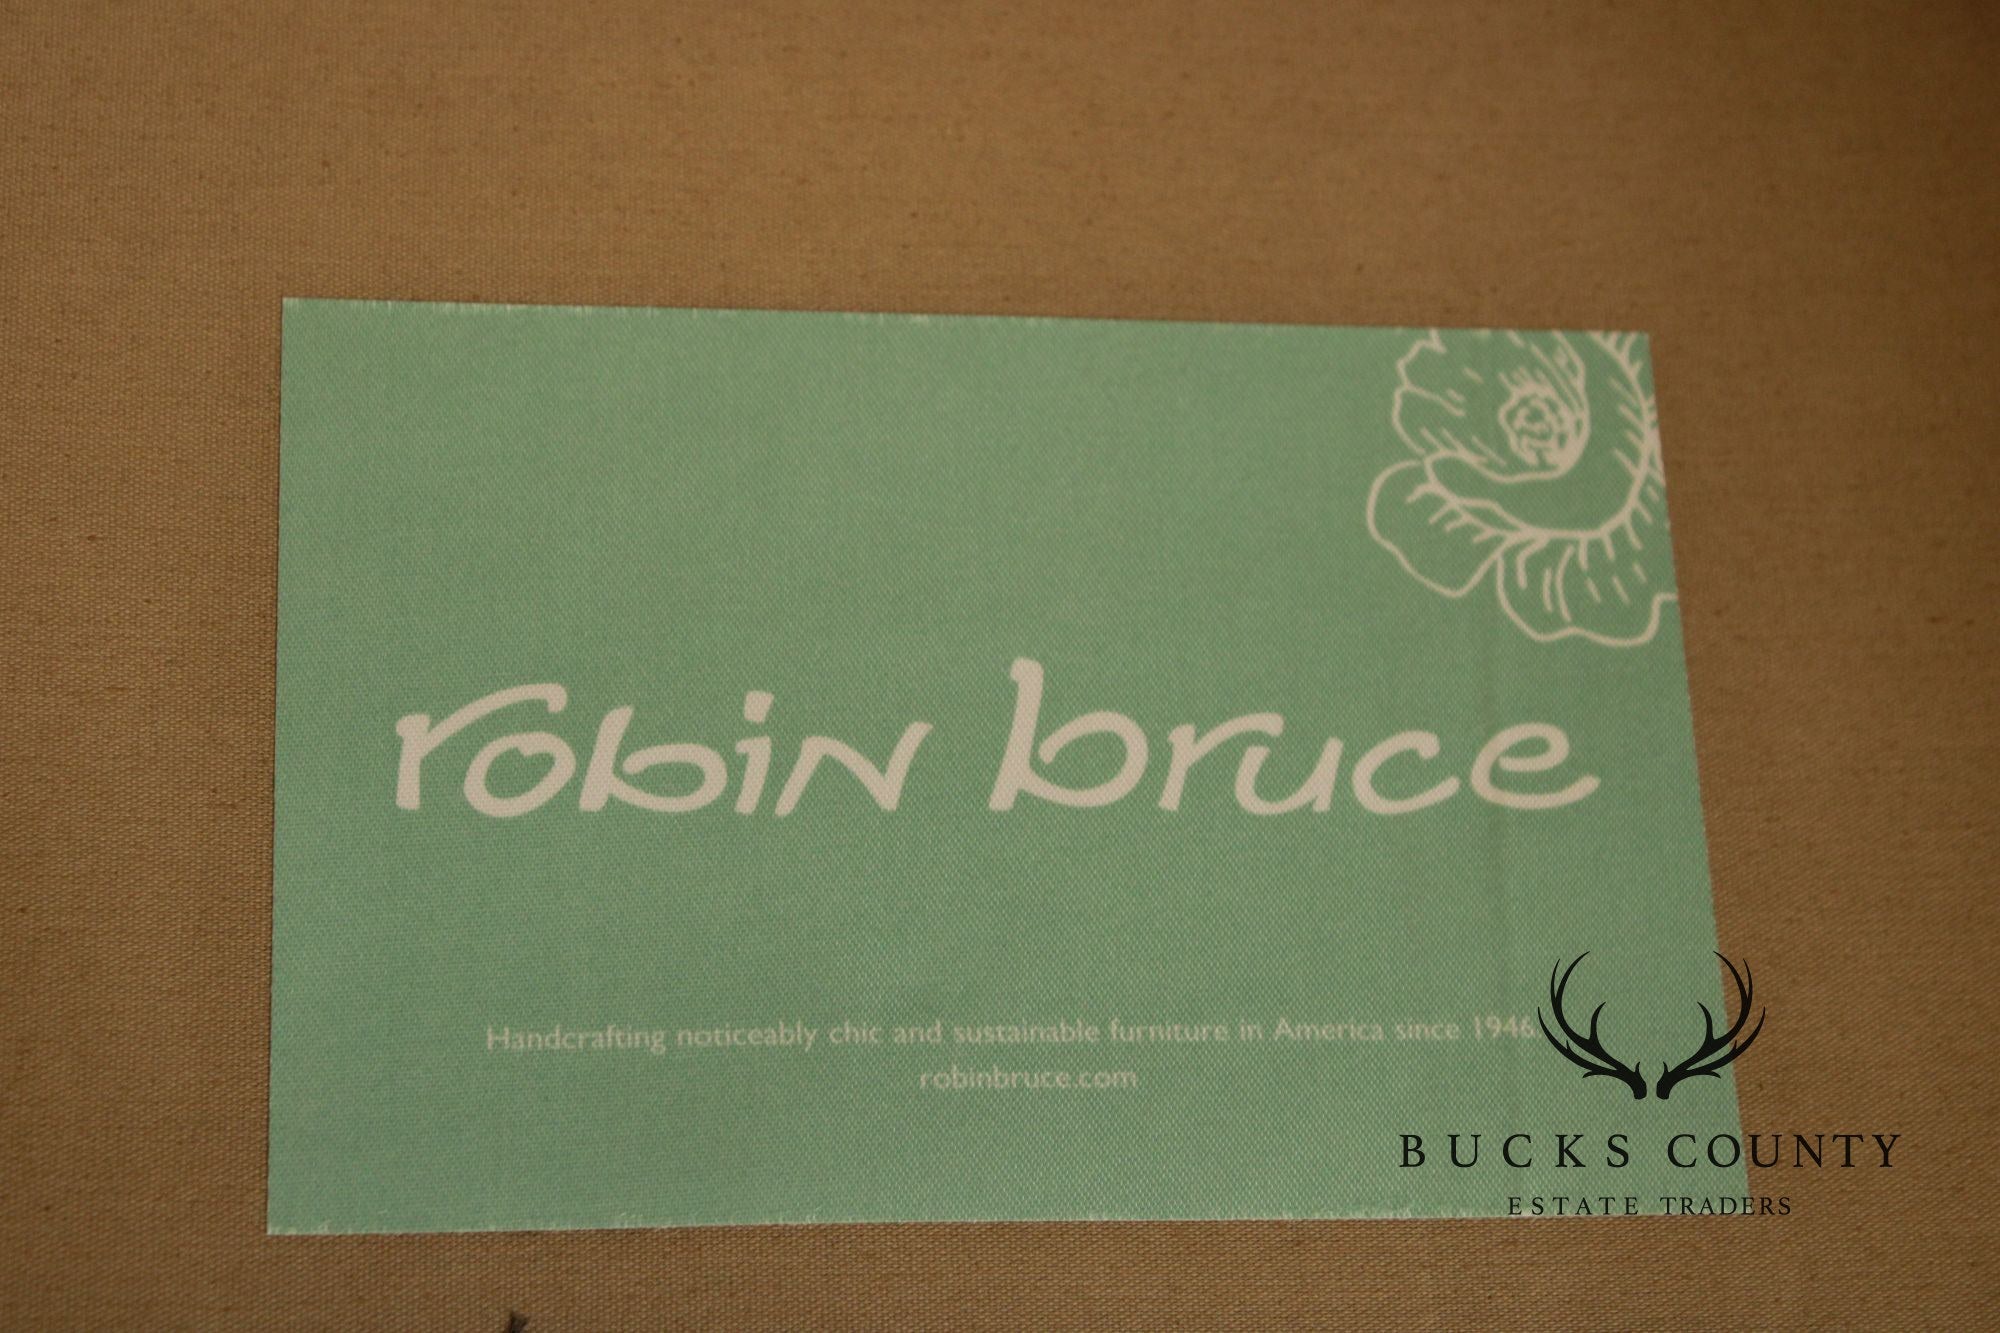 robin bruce
Handcrafting noticeably chic and sustainable furniture in America since 1946.
robinbruce.com
BUCKS COUNTY
ESTATE TRADERS